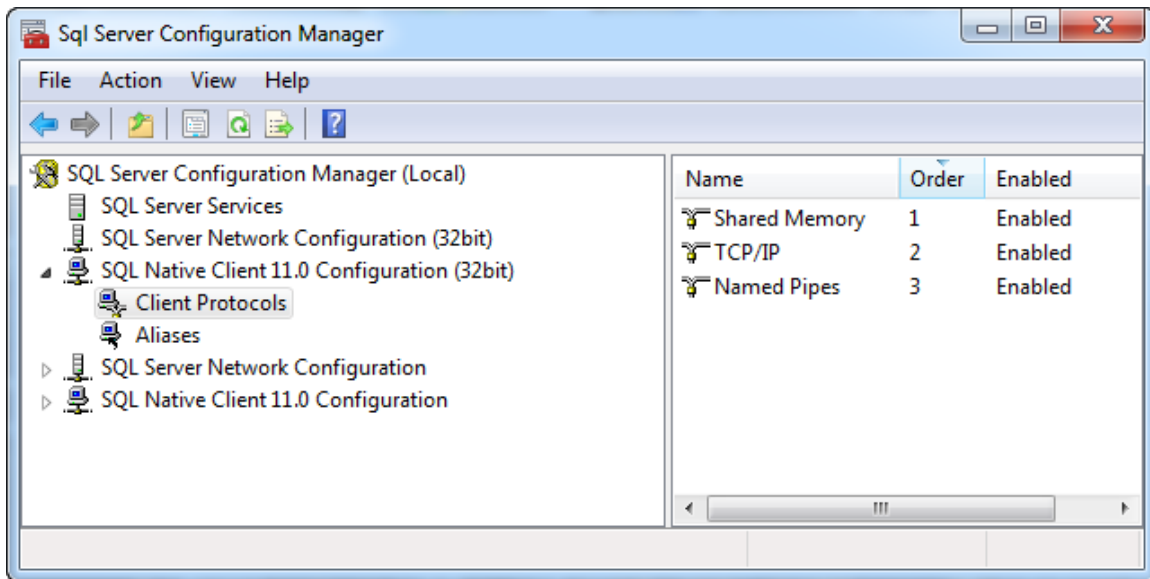 Sql Server Configuration Manager
File Action View Help
SQL Server Configuration Manager (Local)
SQL Server Services
SQL Server Network Configuration (32bit)
SQL Native Client 11.0 Configuration (32bit)
Client Protocols
Aliases
SQL Server Network Configuration
SQL Native Client 11.0 Configuration
Name Order Enabled
Shared Memory 1 Enabled
TCP/IP 2 Enabled
Named Pipes 3 Enabled